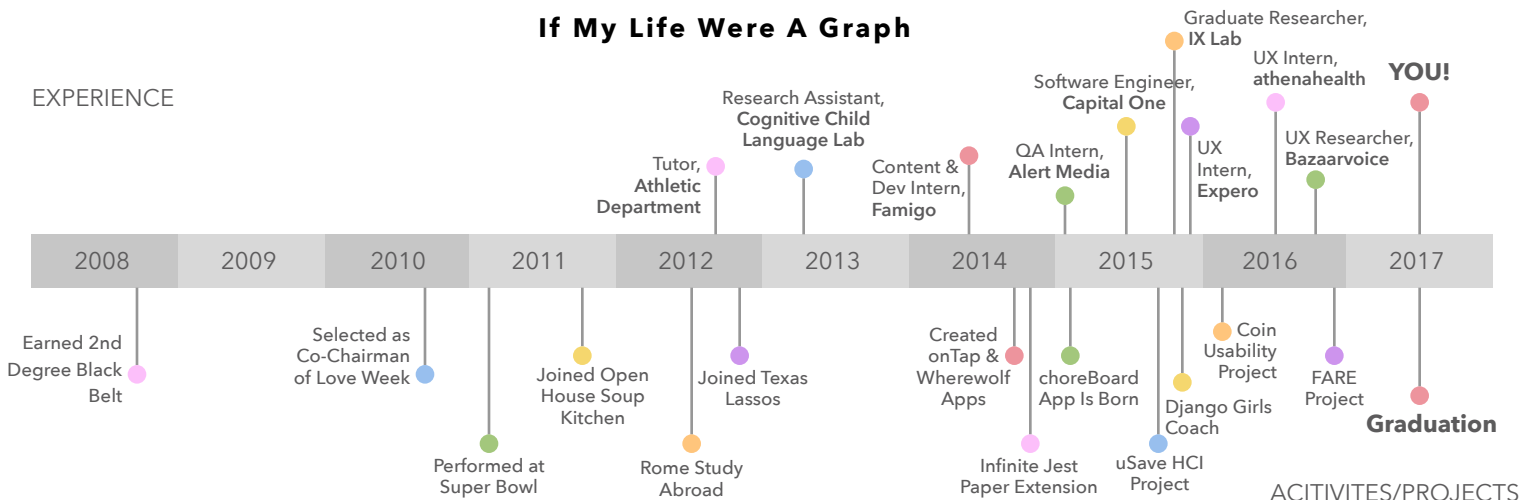 If My Life Were A Graph
EXPERIENCE
Tutor,
Athletic
Department
Research Assistant,
Cognitive Child
Language Lab
Content &
Dev Intern,
Famigo
QA Intern,
Alert Media
Software Engineer,
Capital One
Graduate Researcher,
IX Lab
UX
Intern,
Expero
UX Intern,
athenahealth
UX Researcher,
Bazaarvoice
YOU!
2008
2009
2010
2011
2012
2013
2014
2015
2016
2017
Earned 2nd
Degree Black
Belt
Selected as
Co-Chairman
of Love Week
Performed at
Super Bowl
Joined Open
House Soup
Kitchen
Rome Study
Abroad
Joined Texas
Lassos
Created
onTap &
Wherewolf
Apps
Infinite Jest
Paper Extension
choreBoard
App Is Born
uSave HCI
Project
Django Girls
Coach
Coin
Usability
Project
FARE
Project
Graduation
ACITIVITES/PROJECTS